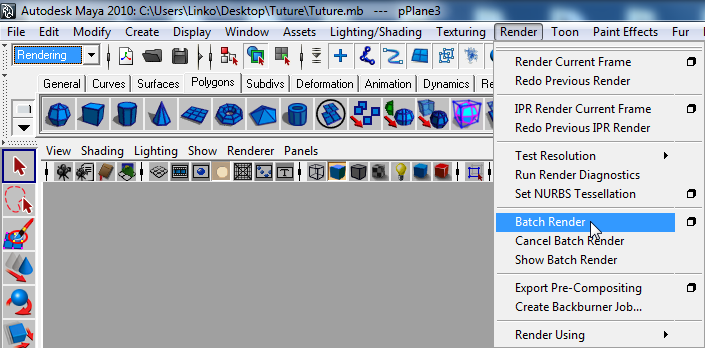 Autodesk Maya 2010: C:\Users\Linko\Desktop\Tuture\Tuture.mb --- pPlane3
File Edit Modify Create Display Window Assets Lighting/Shading Texturing Render Toon Paint Effects Fur
Rendering
General Curves Surfaces Polygons Subdivs Deformation Animation Dynamics
View Shading Lighting Show Renderer Panels
Render Current Frame
Redo Previous Render
IPR Render Current Frame
Redo Previous IPR Render
Test Resolution
Run Render Diagnostics
Set NURBS Tessellation
Batch Render
Cancel Batch Render
Show Batch Render
Export Pre-Compositing
Create Backburner Job...
Render Using